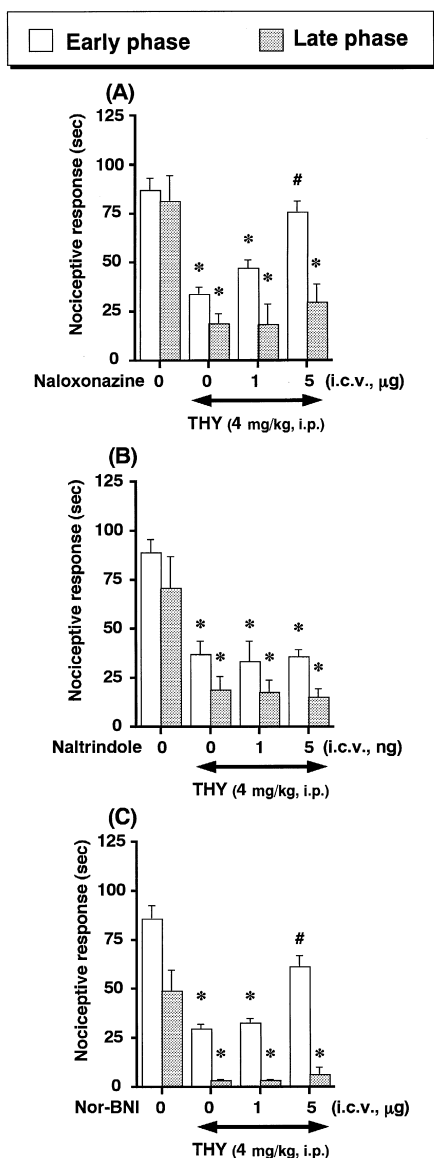 Early phase Late phase
(A)
Nociceptive response (sec)
125
100
75
50
25
0
* * * * # *
Naloxonazine 0 0 1 5 (i.c.v., μg)
THY (4 mg/kg, i.p.)
(B)
Nociceptive response (sec)
125
100
75
50
25
0
* * * * * *
Naltrindole 0 0 1 5 (i.c.v., ng)
THY (4 mg/kg, i.p.)
(C)
Nociceptive response (sec)
125
100
75
50
25
0
* * * * # *
Nor-BNI 0 0 1 5 (i.c.v., μg)
THY (4 mg/kg, i.p.)